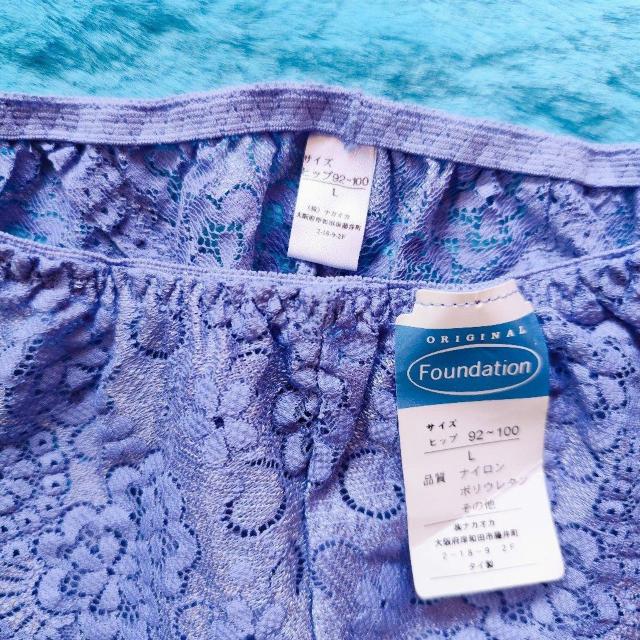 サイズ
ヒップ92~100
L
(株)ナガイカ
大阪府岸和田市藤井町
2-18-9-2F
ORIGINAL
Foundation
サイズ
ヒップ 92~100
L
品質 ナイロン
ポリウレタン
その他
㈱ナガオカ
大阪府岸和田市藤井町
2-18-9 2F
タイ製